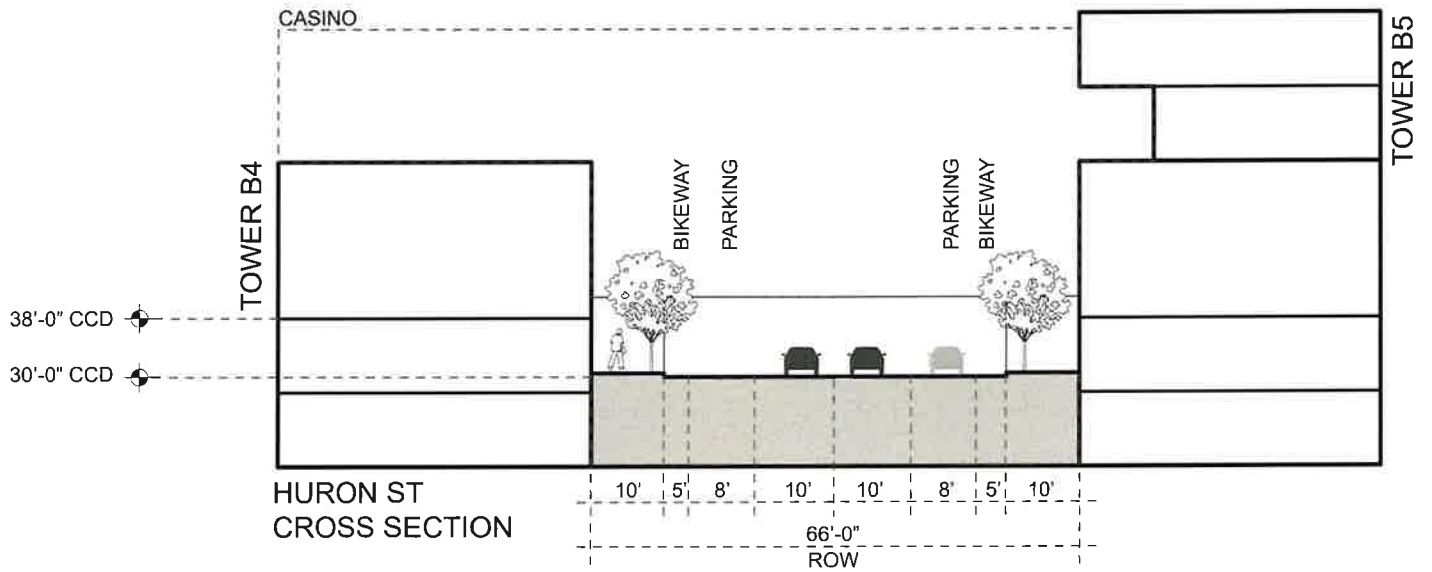 CASINO
TOWER B5
TOWER B4
BIKEWAY
PARKING
PARKING
BIKEWAY
38'-0" CCD
30'-0" CCD
10' 5' 8' 10' 10' 8' 5' 10'
HURON ST
CROSS SECTION
66'-0"
ROW